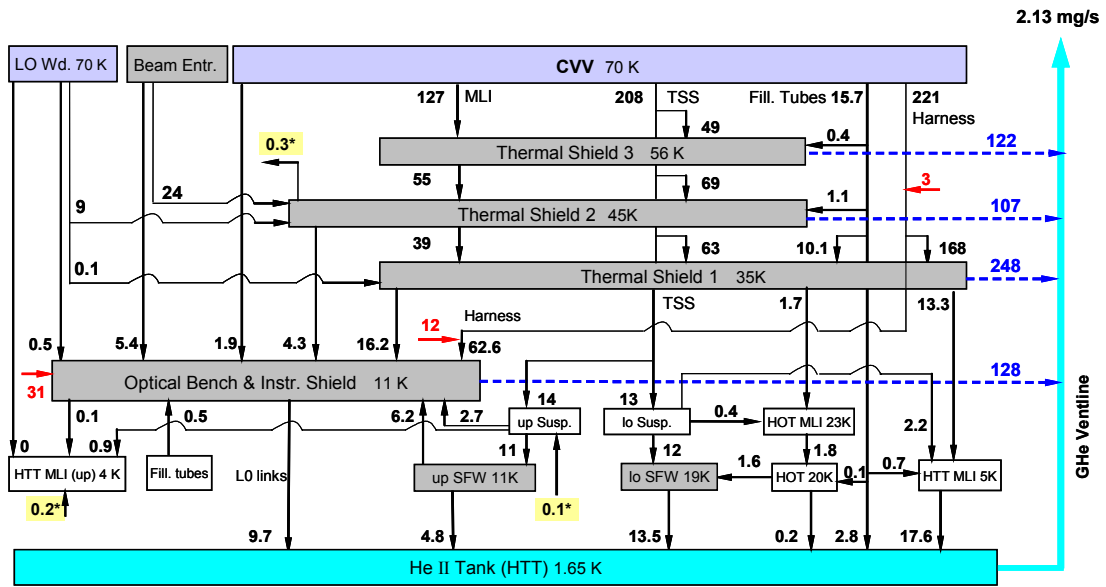 2.13 mg/s
LO Wd. 70 K
Beam Entr.
CVV 70 K
127
MLI
208
TSS
Fill. Tubes 15.7
221
Harness
49
0.4
0.3*
Thermal Shield 3 56 K
122
55
69
3
24
1.1
9
Thermal Shield 2 45K
107
39
63
10.1
168
0.1
Thermal Shield 1 35K
248
TSS
1.7
13.3
Harness
12
0.5
5.4
1.9
4.3
16.2
62.6
31
Optical Bench & Instr. Shield 11 K
128
14
13
0.1
0.5
6.2
2.7
up Susp.
lo Susp.
0.4
HOT MLI 23K
2.2
0
0.9
11
12
1.8
HTT MLI (up) 4 K
Fill. tubes
L0 links
up SFW 11K
lo SFW 19K
1.6
HOT 20K
0.1
0.7
HTT MLI 5K
0.2*
0.1*
9.7
4.8
13.5
0.2
2.8
17.6
He II Tank (HTT) 1.65 K
GHe Ventline